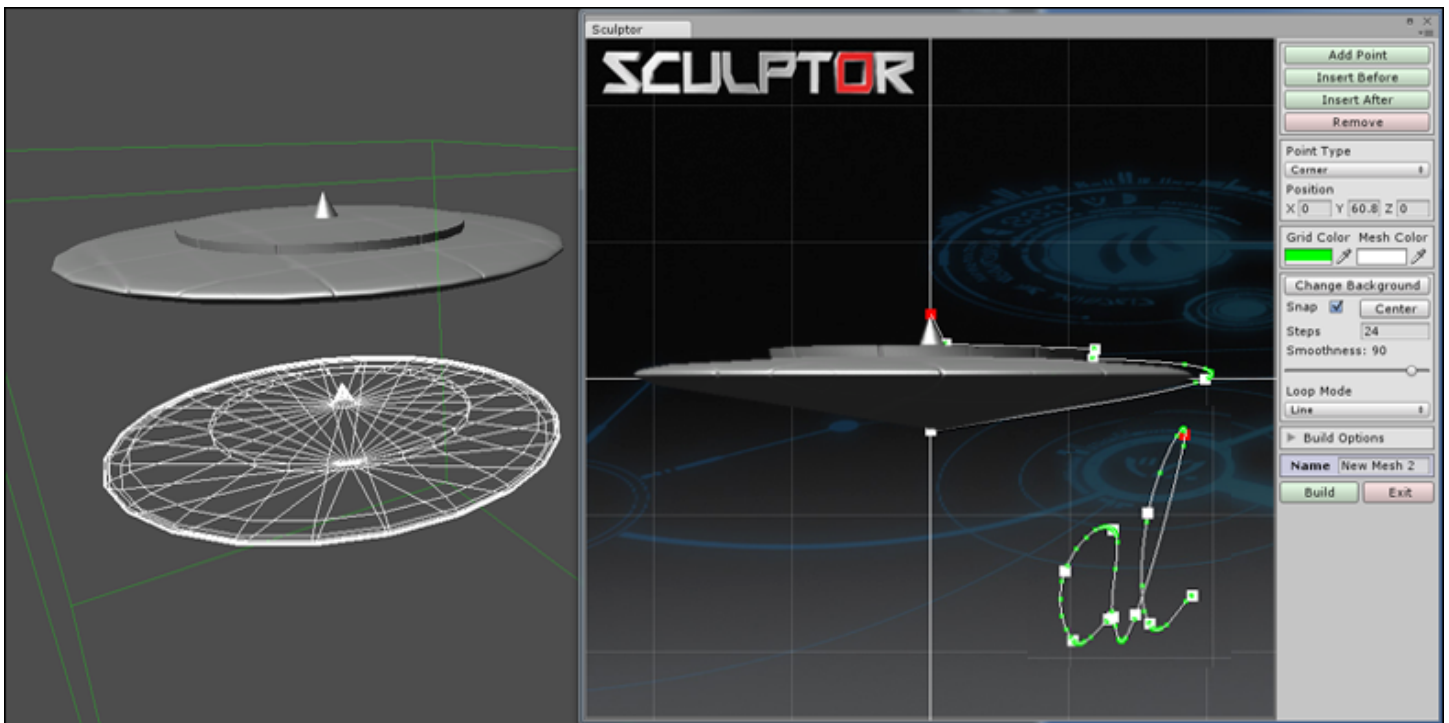 Sculptor
SCULPTOR
Add Point
Insert Before
Insert After
Remove
Point Type
Corner
Position
X 0 Y 60.8 Z 0
Grid Color Mesh Color
Change Background
Snap Center
Steps 24
Smoothness: 90
Loop Mode
Line
Build Options
Name New Mesh 2
Build Exit